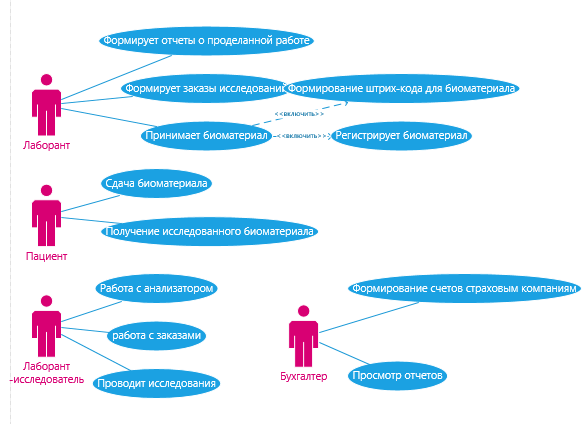 Формирует отчеты о проделанной работе
Формирует заказы исследования
Формирование штрих-кода для биоматериала
<<включить>>
Принимает биоматериал
<<включить>>
Регистрирует биоматериал
Лаборант
Сдача биоматериала
Получение исследованного биоматериала
Пациент
Работа с анализатором
Формирование счетов страховым компаниям
работа с заказами
Лаборант
-исследователь
Проводит исследования
Бухгалтер
Просмотр отчетов